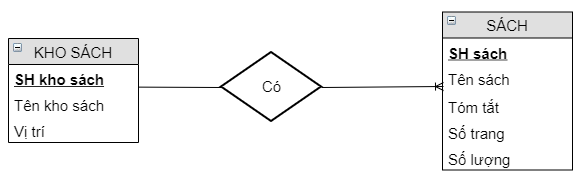 KHO SÁCH
SH kho sách
Tên kho sách
Vị trí
Có
SÁCH
SH sách
Tên sách
Tóm tắt
Số trang
Số lượng